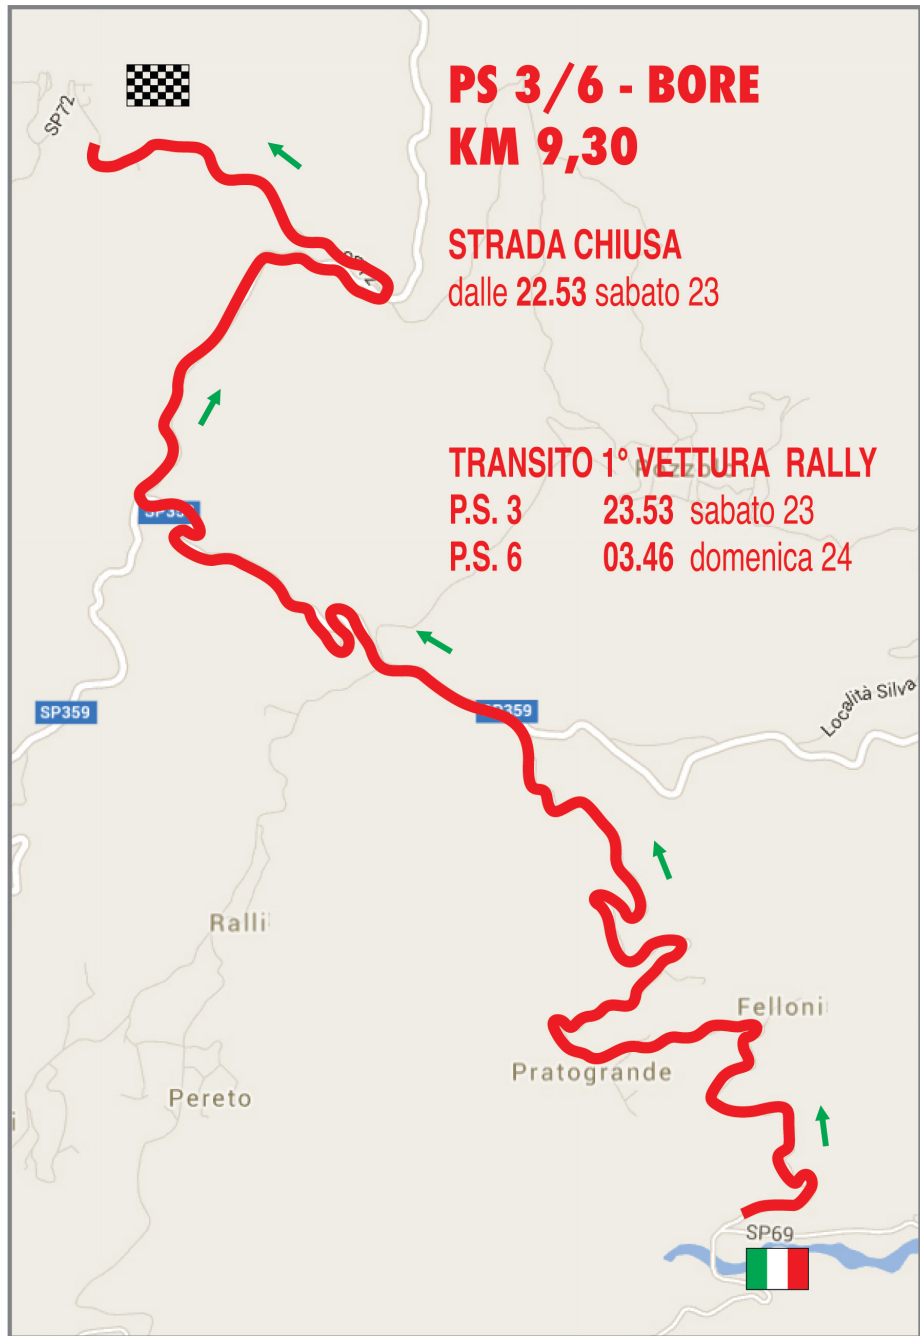 PS 3/6 - BORE
KM 9,30
SP72
STRADA CHIUSA
dalle 22.53 sabato 23
TRANSITO 1° VETTURA RALLY
P.S. 3 23.53 sabato 23
P.S. 6 03.46 domenica 24
SP359
Località Silva
Ralli
Felloni
Pratogrande
Pereto
SP69